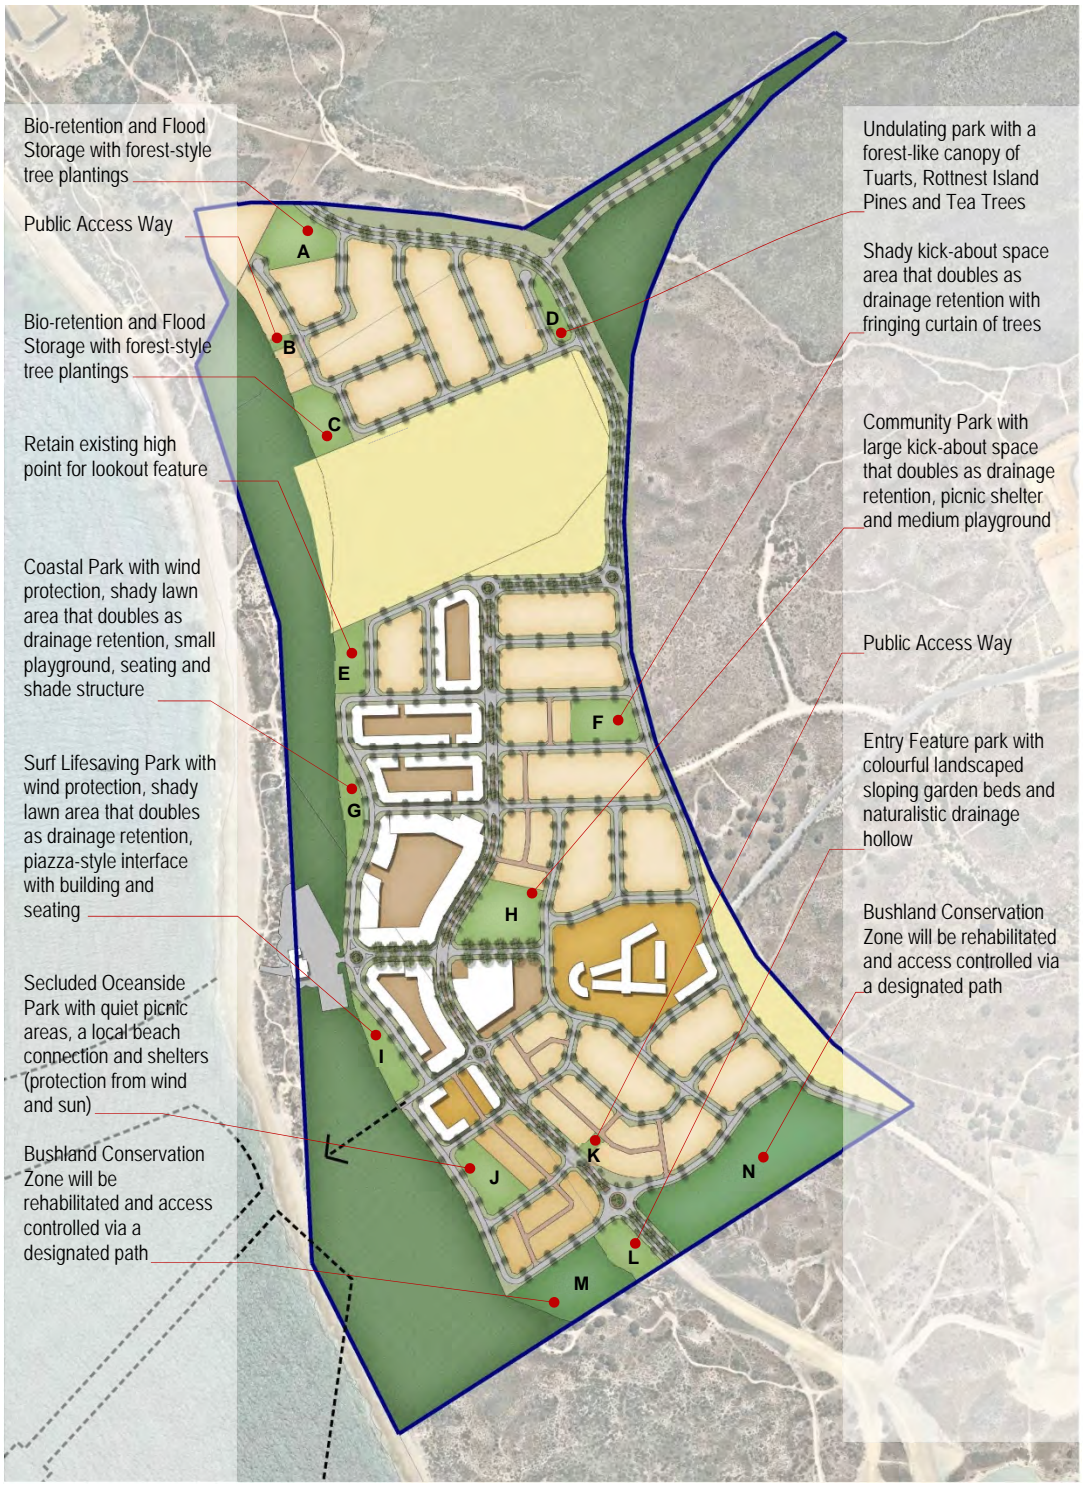 Bio-retention and Flood
Storage with forest-style
tree plantings
Public Access Way
Bio-retention and Flood
Storage with forest-style
tree plantings
Retain existing high
point for lookout feature
Coastal Park with wind
protection, shady lawn
area that doubles as
drainage retention, small
playground, seating and
shade structure
Surf Lifesaving Park with
wind protection, shady
lawn area that doubles
as drainage retention,
piazza-style interface
with building and
seating
Secluded Oceanside
Park with quiet picnic
areas, a local beach
connection and shelters
(protection from wind
and sun)
Bushland Conservation
Zone will be
rehabilitated and access
controlled via a
designated path
A
B
C
D
E
F
G
H
I
J
K
L
M
N
Undulating park with a
forest-like canopy of
Tuarts, Rottnest Island
Pines and Tea Trees
Shady kick-about space
area that doubles as
drainage retention with
fringing curtain of trees
Community Park with
large kick-about space
that doubles as drainage
retention, picnic shelter
and medium playground
Public Access Way
Entry Feature park with
colourful landscaped
sloping garden beds and
naturalistic drainage
hollow
Bushland Conservation
Zone will be rehabilitated
and access controlled via
a designated path